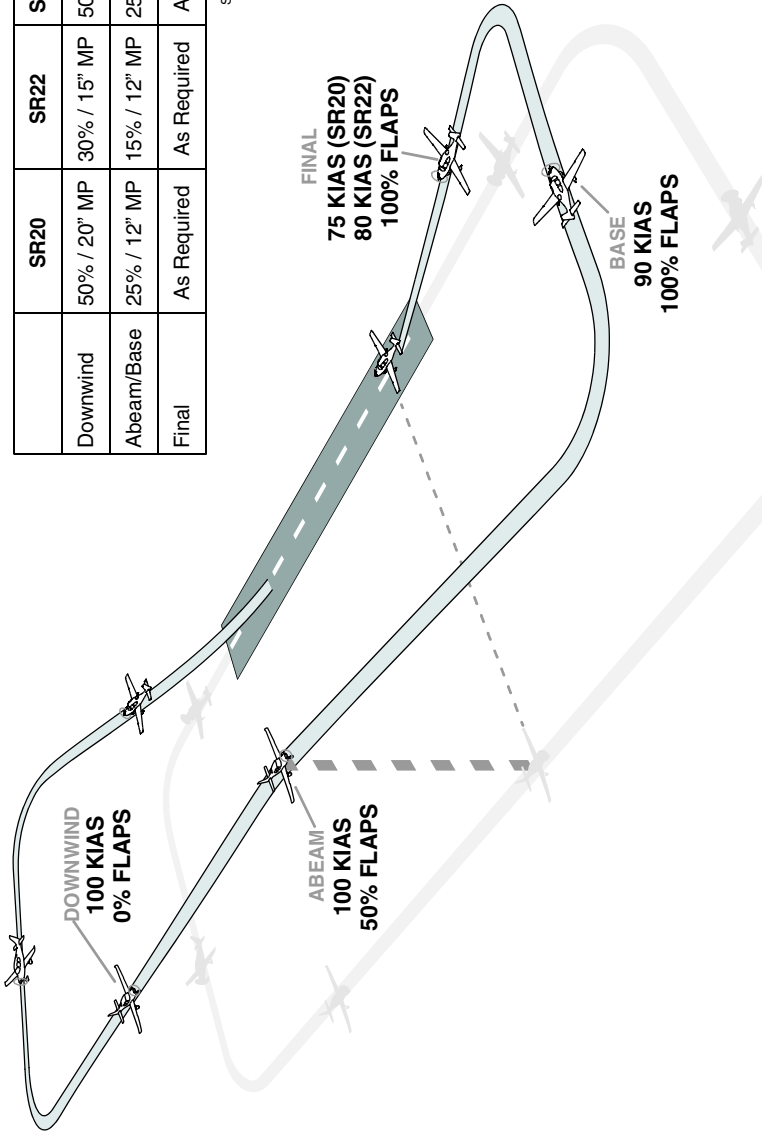 SR20 SR22
Downwind 50% / 20” MP 30% / 15” MP
Abeam/Base 25% / 12” MP 15% / 12” MP
Final As Required As Required
DOWNWIND
100 KIAS
0% FLAPS
ABEAM
100 KIAS
50% FLAPS
BASE
90 KIAS
100% FLAPS
FINAL
75 KIAS (SR20)
80 KIAS (SR22)
100% FLAPS